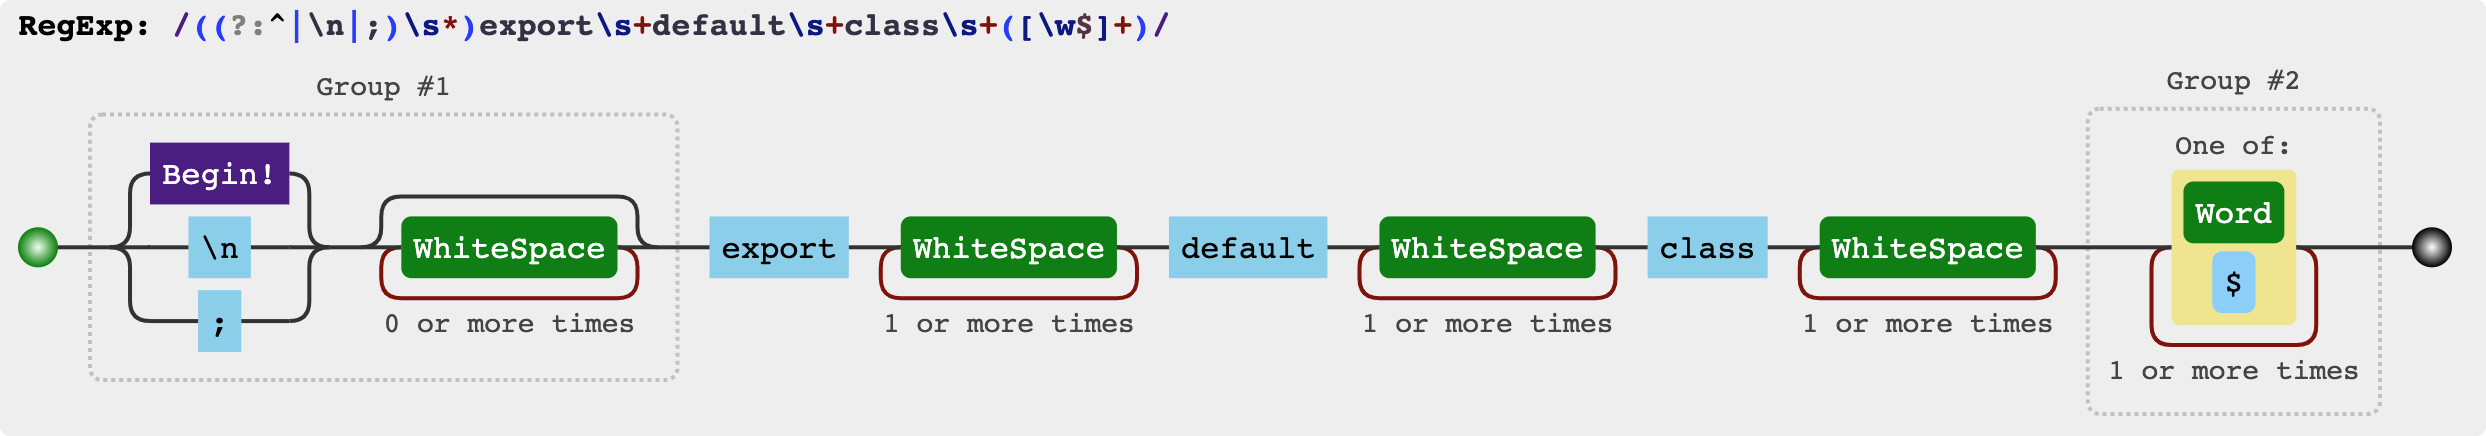 RegExp: /((?:^|\n|;)\s*)export\s+default\s+class\s+([\w$]+)/
Group #1
Group #2
One of:
Begin!
\n
;
WhiteSpace
0 or more times
export
WhiteSpace
1 or more times
default
WhiteSpace
1 or more times
class
WhiteSpace
1 or more times
Word
$
1 or more times